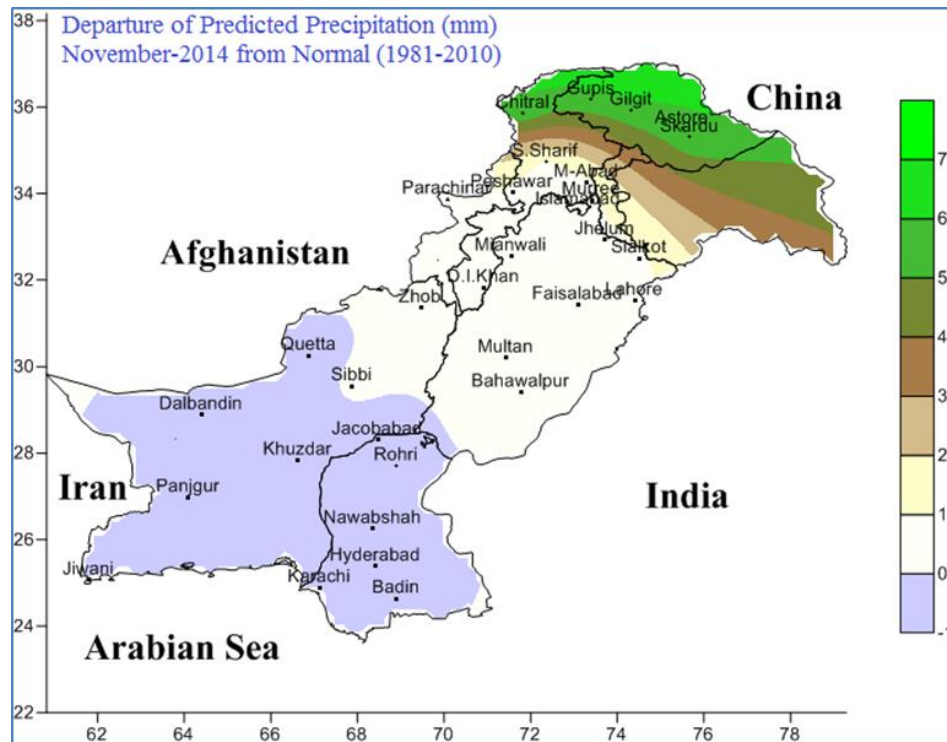 Departure of Predicted Precipitation (mm)
November-2014 from Normal (1981-2010)
38
36
34
32
30
28
26
24
22
62
64
66
68
70
72
74
76
78
China
Afghanistan
Iran
India
Arabian Sea
Chitral
Gupis
Gilgit
Astore
Skardu
S.Sharif
M-Abad
Peshawar
Murree
Parachinar
Islamabad
Jhelum
Mianwali
Sialkot
D.I.Khan
Zhob
Faisalabad
Lahore
Quetta
Multan
Sibbi
Bahawalpur
Dalbandin
Jacobabad
Khuzdar
Rohri
Panjgur
Nawabshah
Hyderabad
Jiwani
Karachi
Badin
7
6
5
4
3
2
1
0
-1